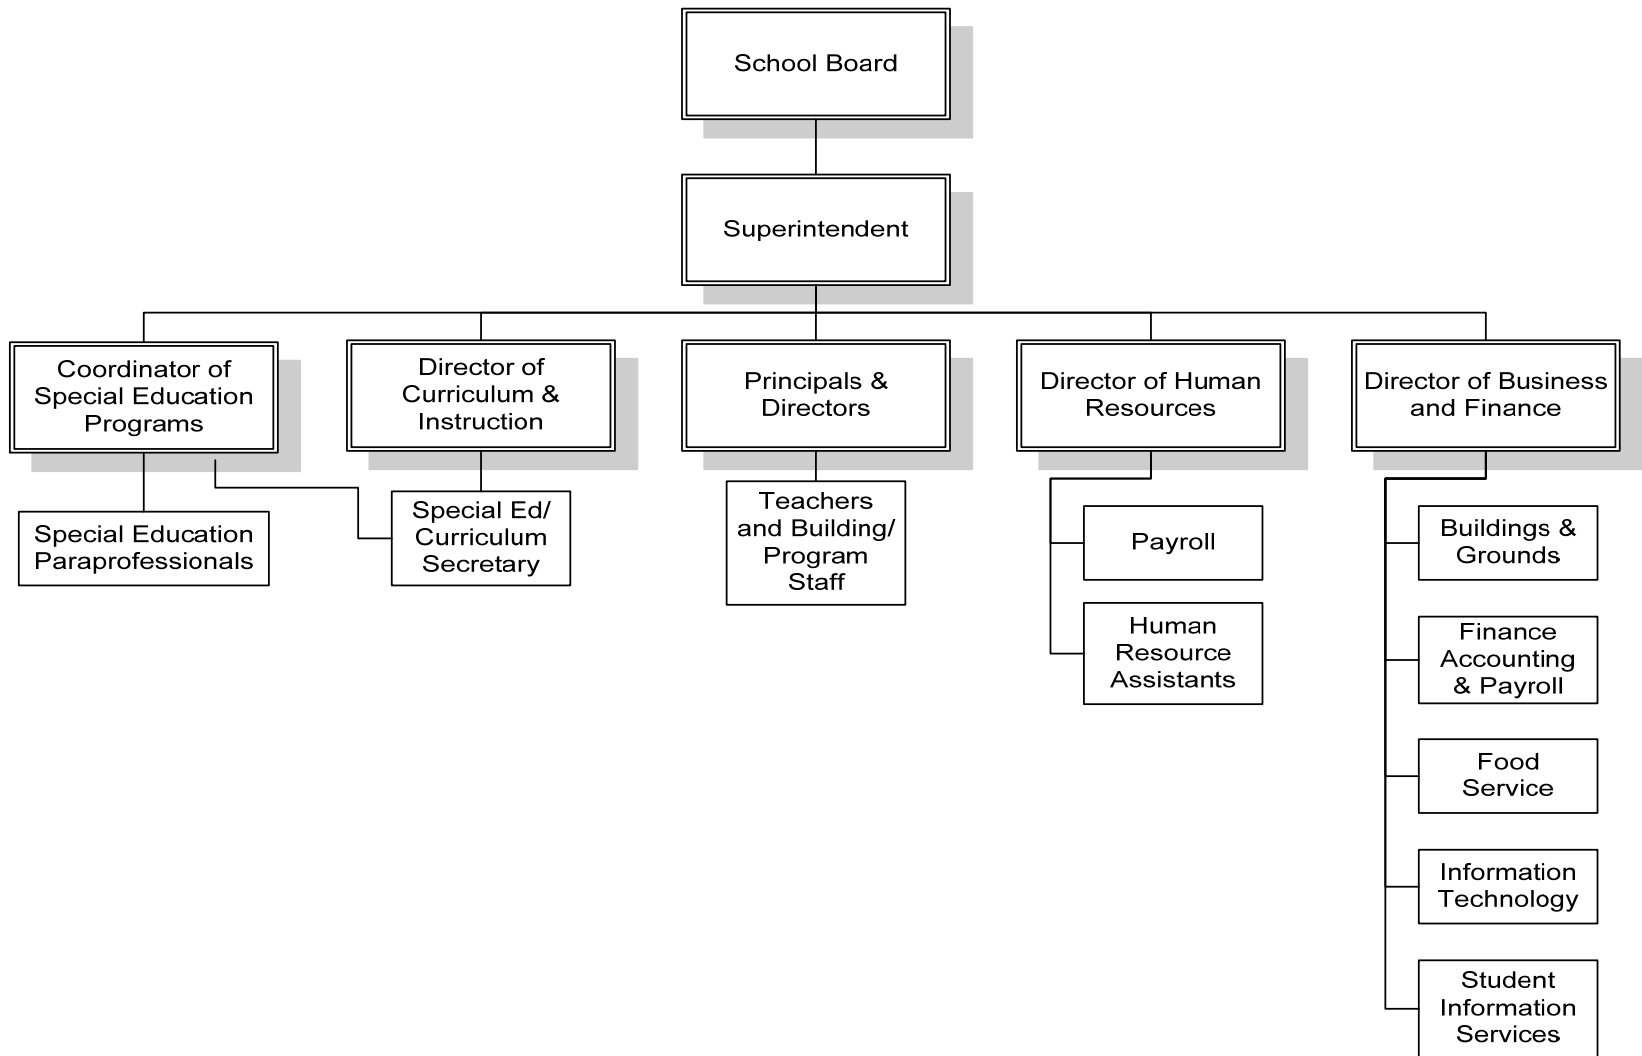 School Board
Superintendent
Coordinator of
Special Education
Programs
Director of
Curriculum &
Instruction
Principals &
Directors
Director of Human
Resources
Director of Business
and Finance
Special Education
Paraprofessionals
Special Ed/
Curriculum
Secretary
Teachers
and Building/
Program
Staff
Payroll
Human
Resource
Assistants
Buildings &
Grounds
Finance
Accounting
& Payroll
Food
Service
Information
Technology
Student
Information
Services